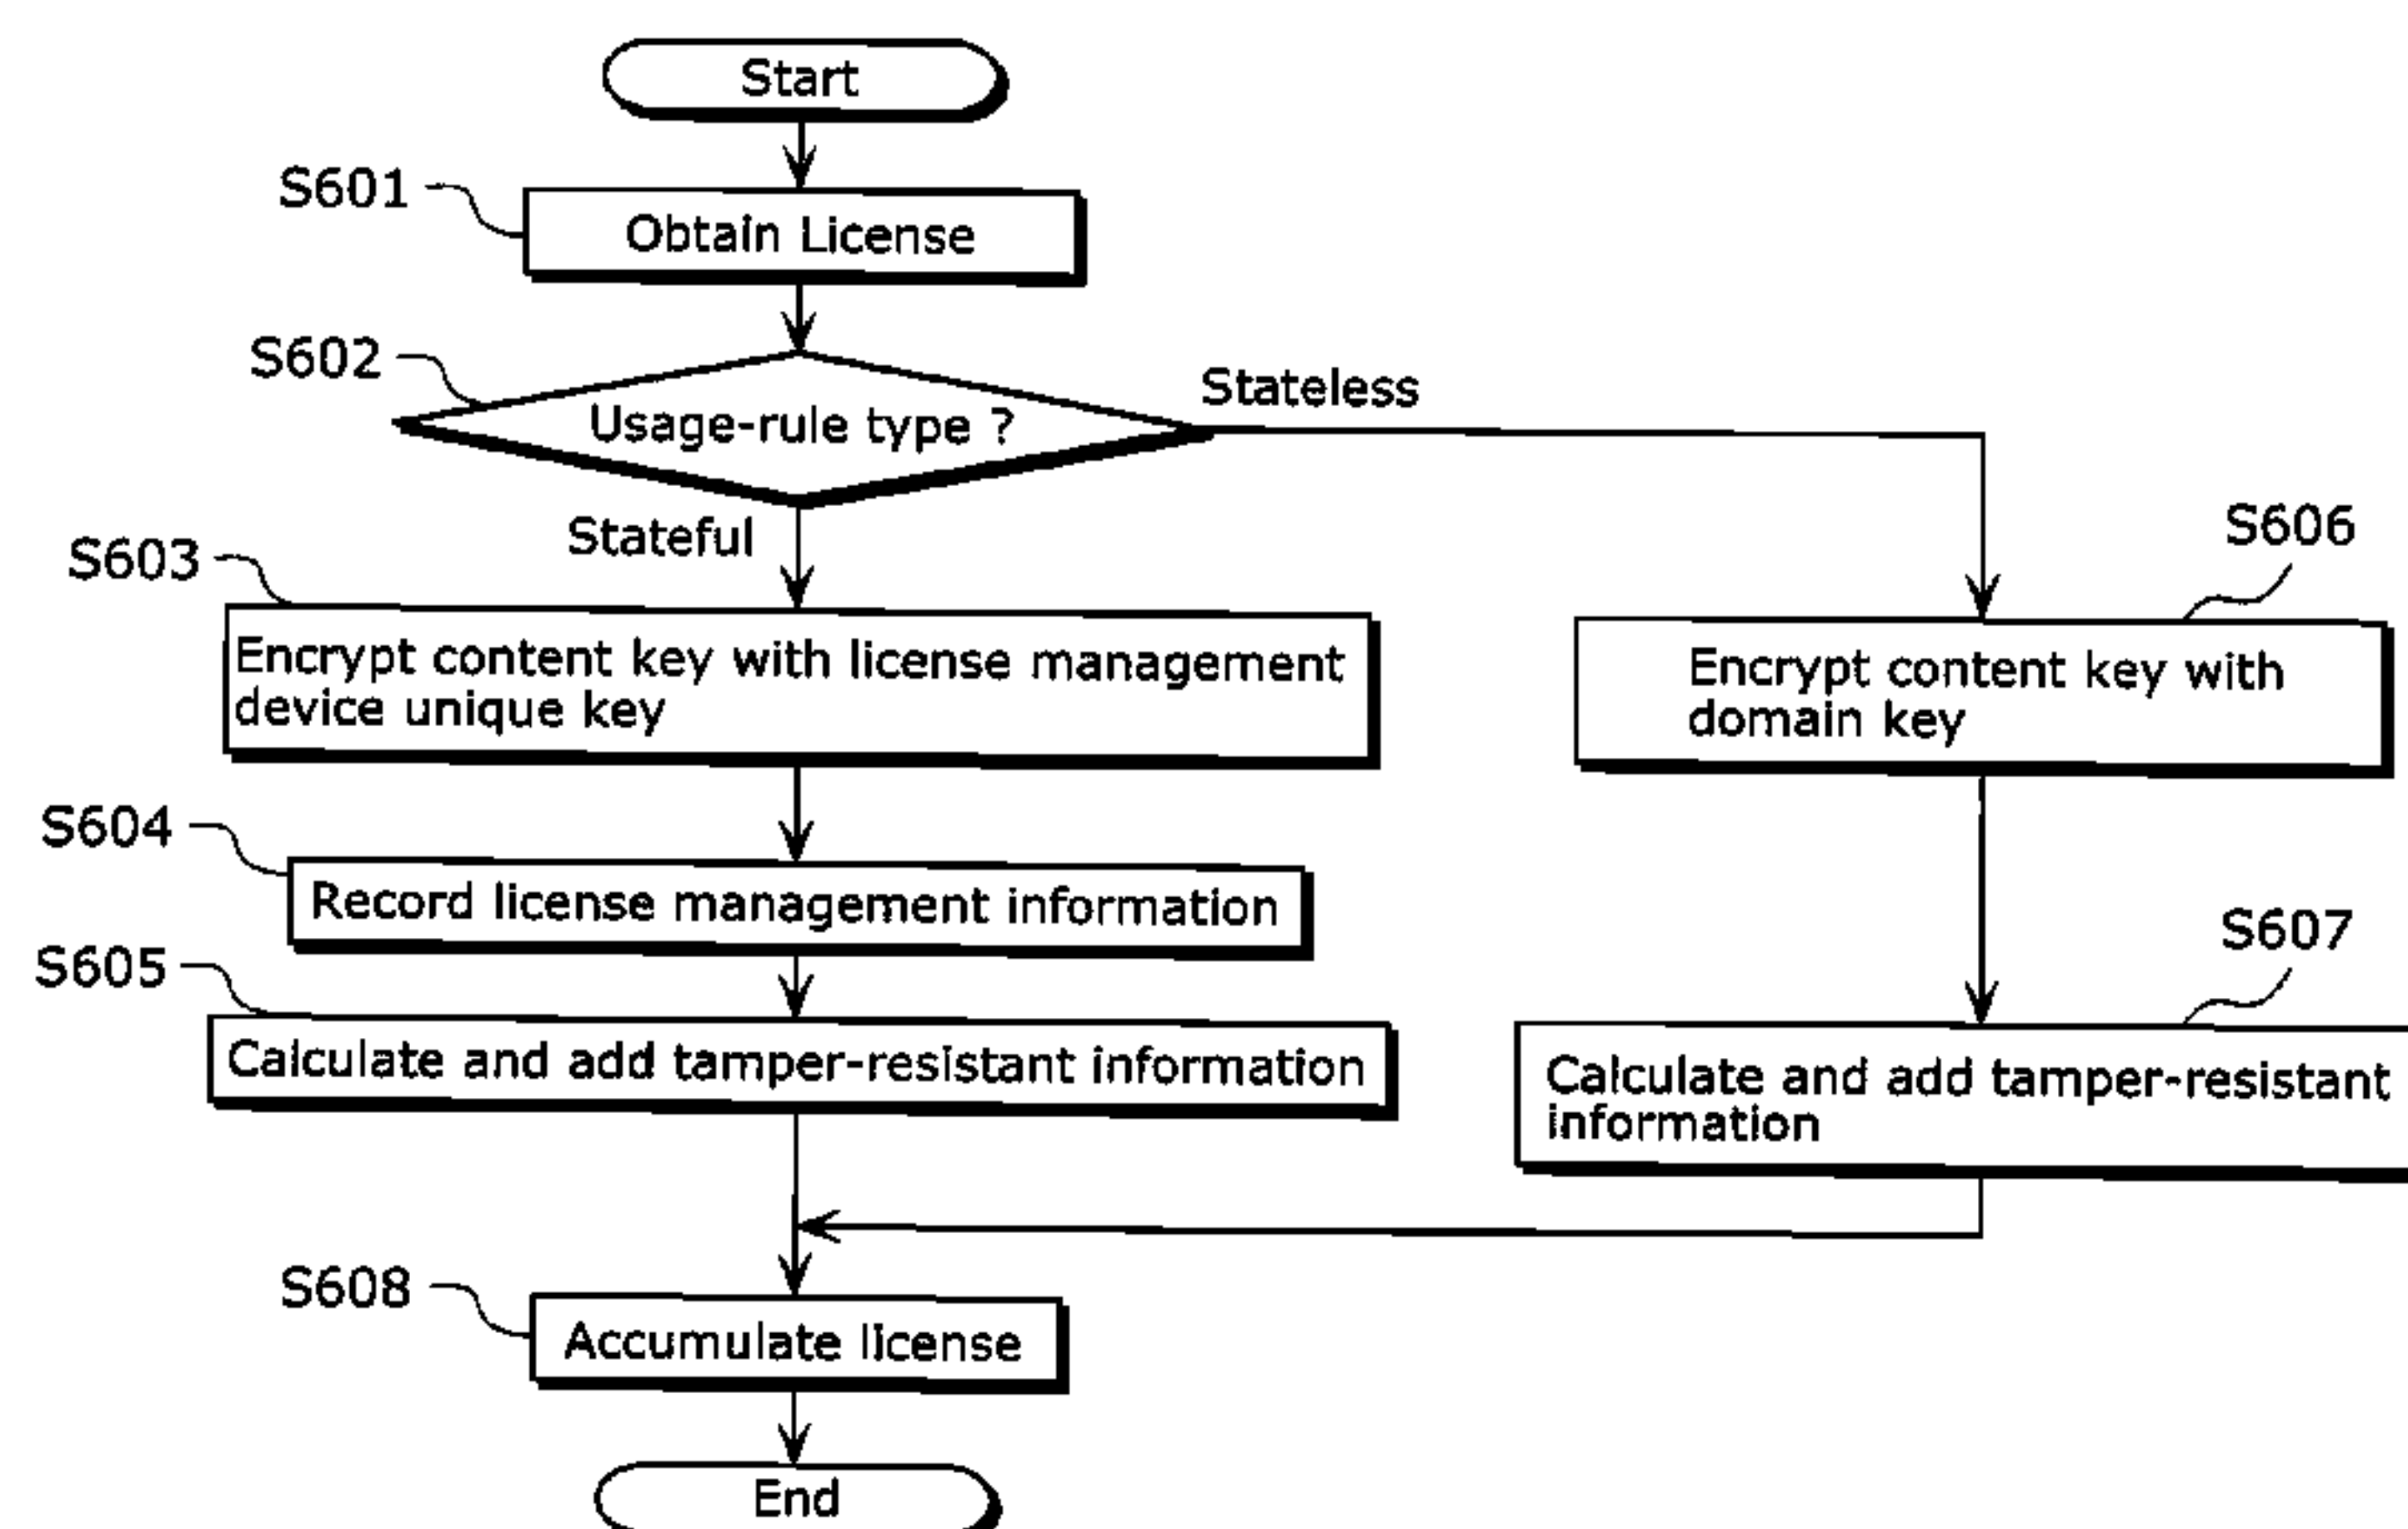 Start
S601
Obtain License
S602
Usage-rule type ?
Stateless
Stateful
S603
Encrypt content key with license management
device unique key
S606
Encrypt content key with
domain key
S604
Record license management information
S605
Calculate and add tamper-resistant information
S607
Calculate and add tamper-resistant
information
S608
Accumulate license
End